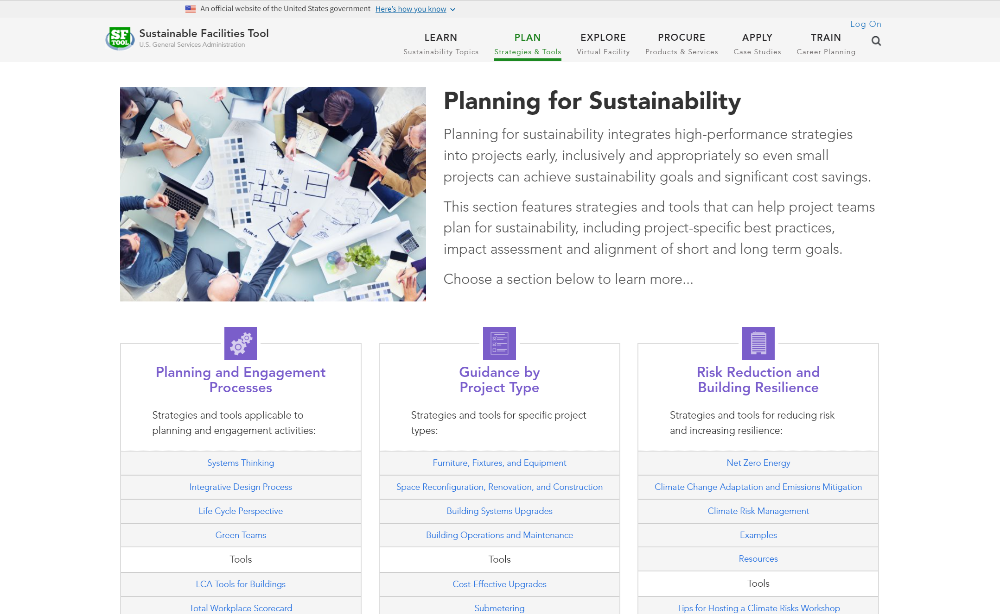 An official website of the United States government Here's how you know
Log On
SF
TOOL
Sustainable Facilities Tool
U.S. General Services Administration
LEARN
Sustainability Topics
PLAN
Strategies & Tools
EXPLORE
Virtual Facility
PROCURE
Products & Services
APPLY
Case Studies
TRAIN
Career Planning
PLAN·A
Planning for Sustainability
Planning for sustainability integrates high-performance strategies
into projects early, inclusively and appropriately so even small
projects can achieve sustainability goals and significant cost savings.
This section features strategies and tools that can help project teams
plan for sustainability, including project-specific best practices,
impact assessment and alignment of short and long term goals.
Choose a section below to learn more...
Planning and Engagement
Processes
Strategies and tools applicable to
planning and engagement activities:
Systems Thinking
Integrative Design Process
Life Cycle Perspective
Green Teams
Tools
LCA Tools for Buildings
Total Workplace Scorecard
Guidance by
Project Type
Strategies and tools for specific project
types:
Furniture, Fixtures, and Equipment
Space Reconfiguration, Renovation, and Construction
Building Systems Upgrades
Building Operations and Maintenance
Tools
Cost-Effective Upgrades
Submetering
Risk Reduction and
Building Resilience
Strategies and tools for reducing risk
and increasing resilience:
Net Zero Energy
Climate Change Adaptation and Emissions Mitigation
Climate Risk Management
Examples
Resources
Tools
Tips for Hosting a Climate Risks Workshop